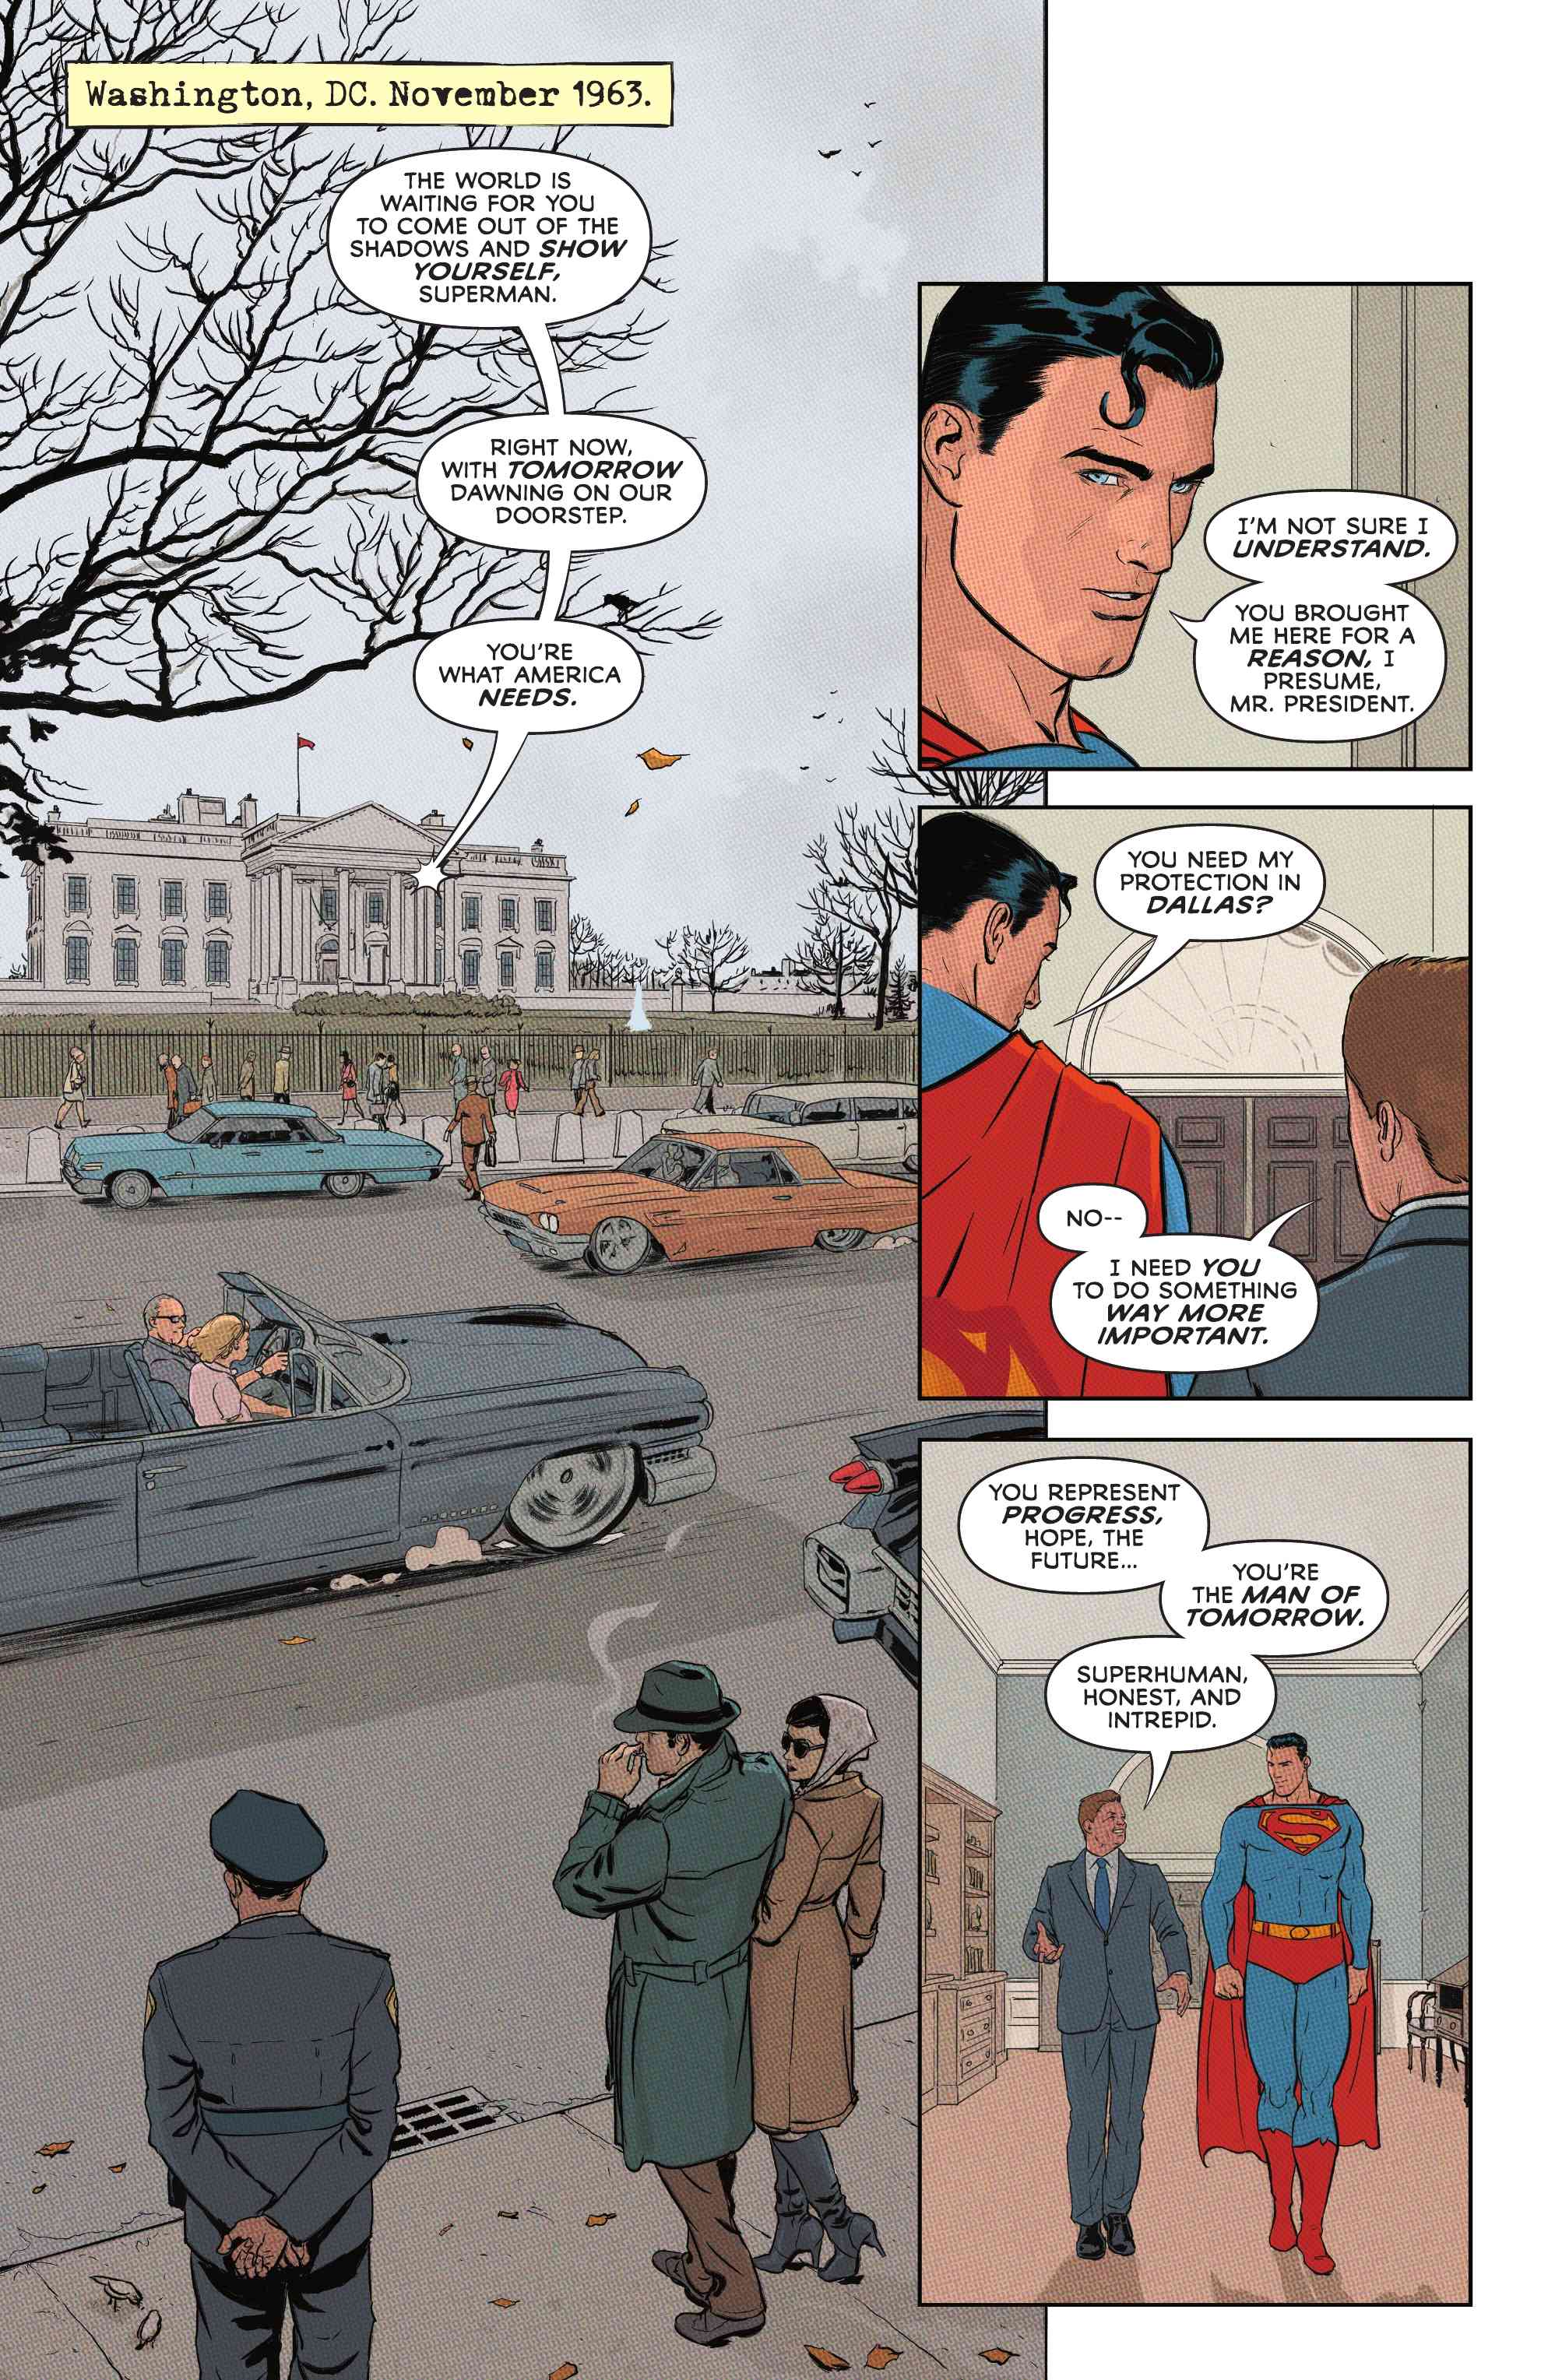 Washington, DC. November 1963.
THE WORLD IS
WAITING FOR YOU
TO COME OUT OF THE
SHADOWS AND SHOW
YOURSELF,
SUPERMAN.
RIGHT NOW,
WITH TOMORROW
DAWNING ON OUR
DOORSTEP.
YOU'RE
WHAT AMERICA
NEEDS.
I'M NOT SURE I
UNDERSTAND.
YOU BROUGHT
ME HERE FOR A
REASON, I
PRESUME,
MR. PRESIDENT.
YOU NEED MY
PROTECTION IN
DALLAS?
NO--
I NEED YOU
TO DO SOMETHING
WAY MORE
IMPORTANT.
YOU REPRESENT
PROGRESS,
HOPE, THE
FUTURE...
YOU'RE
THE MAN OF
TOMORROW.
SUPERHUMAN,
HONEST, AND
INTREPID.